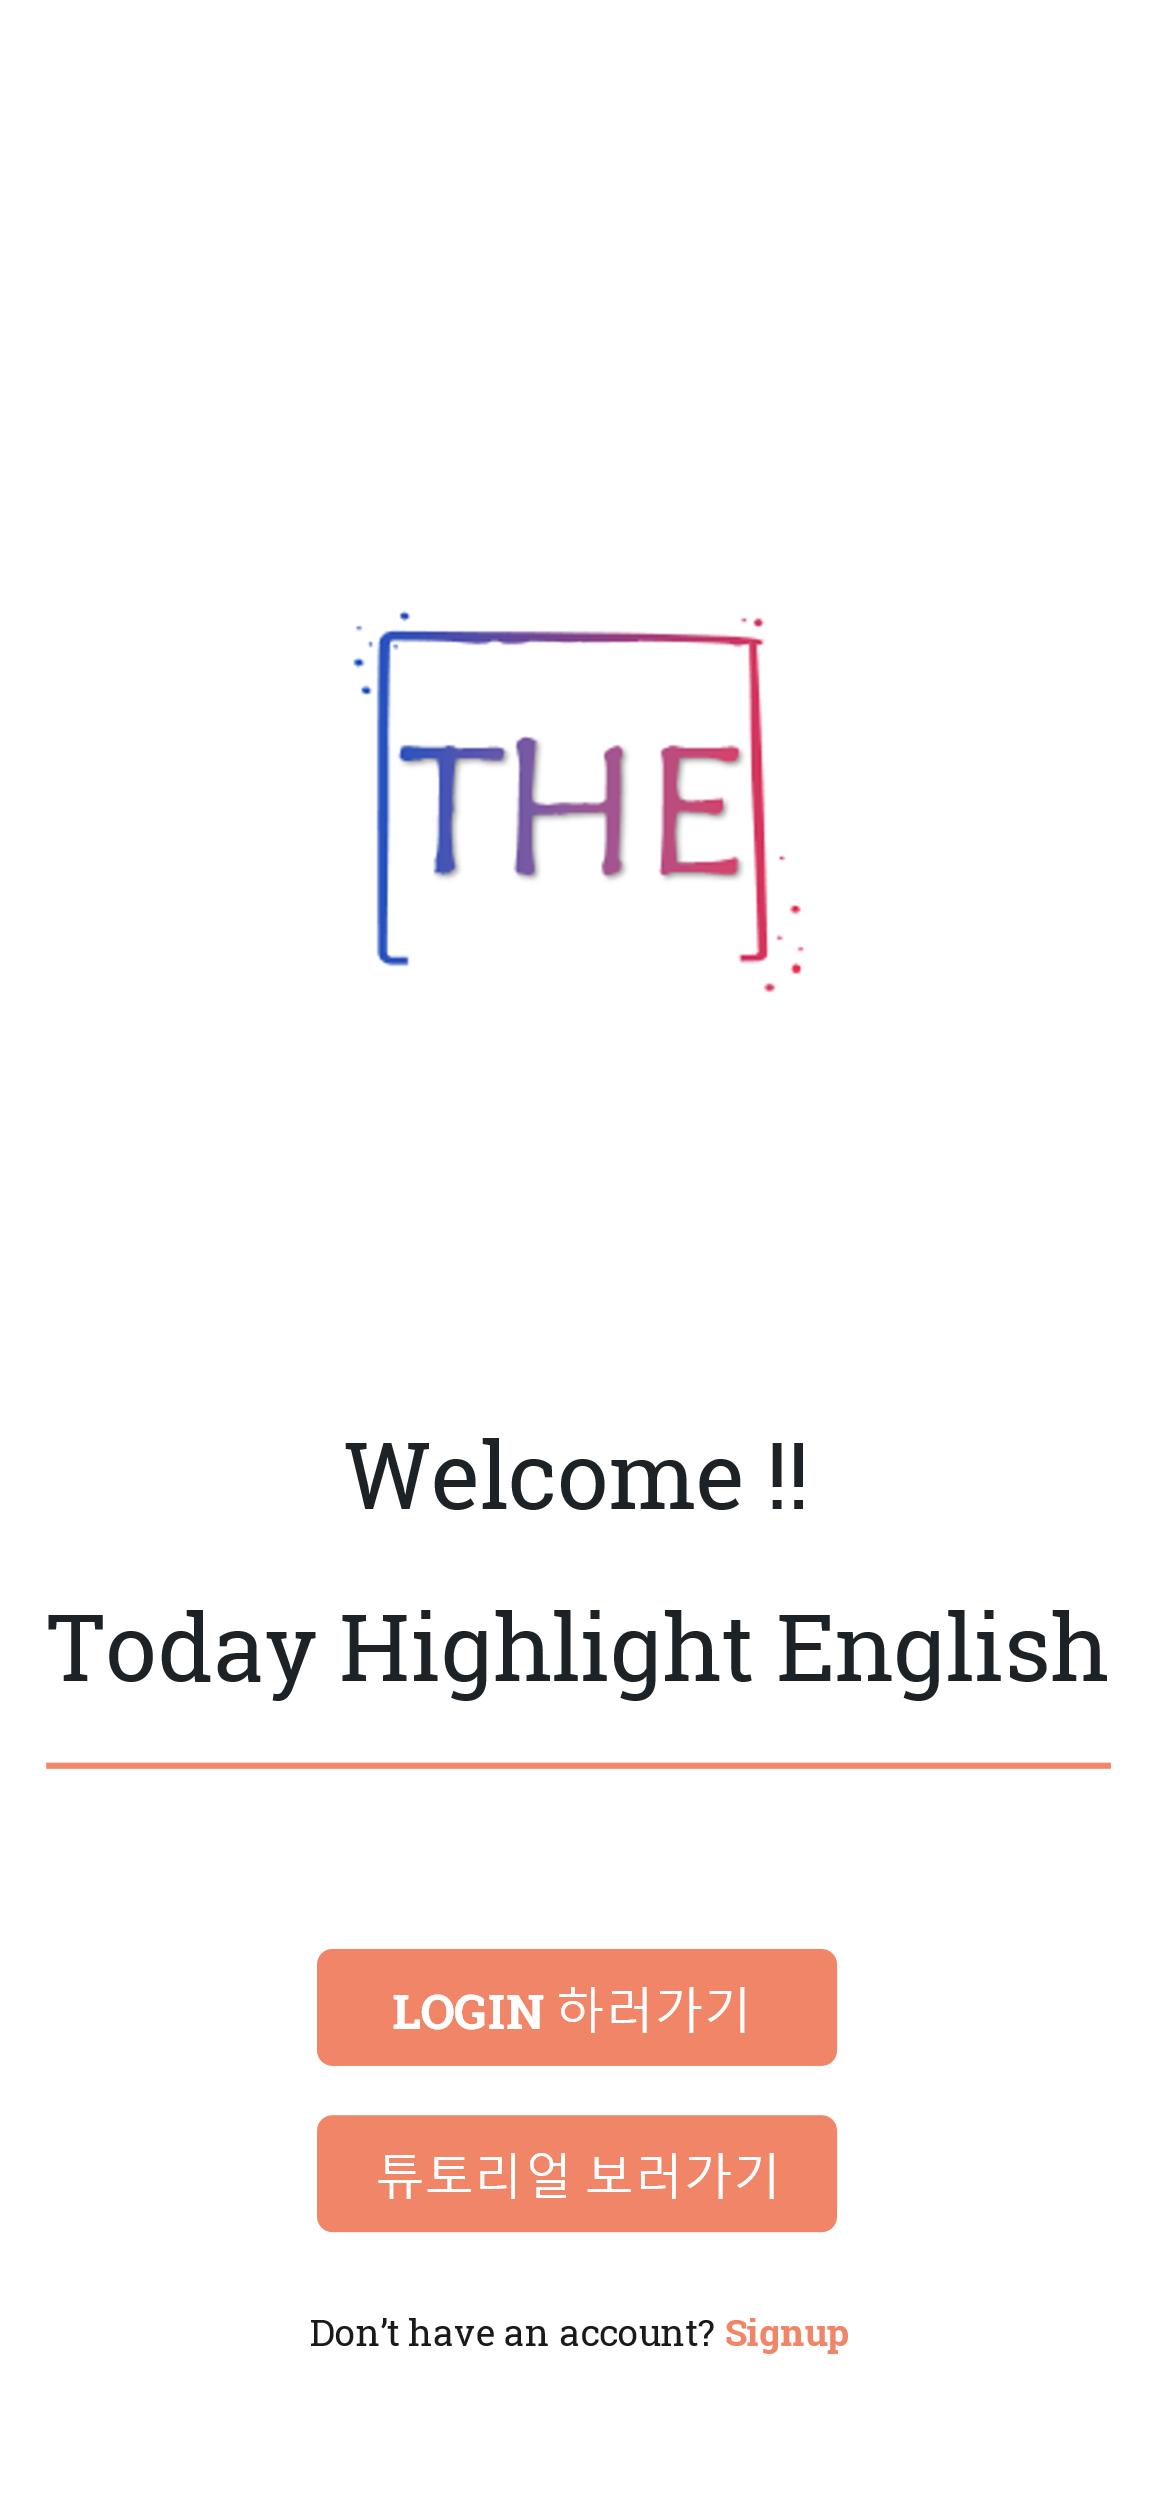 THE
Welcome !!
Today Highlight English
LOGIN 하러가기
튜토리얼 보러가기
Don’t have an account? Signup